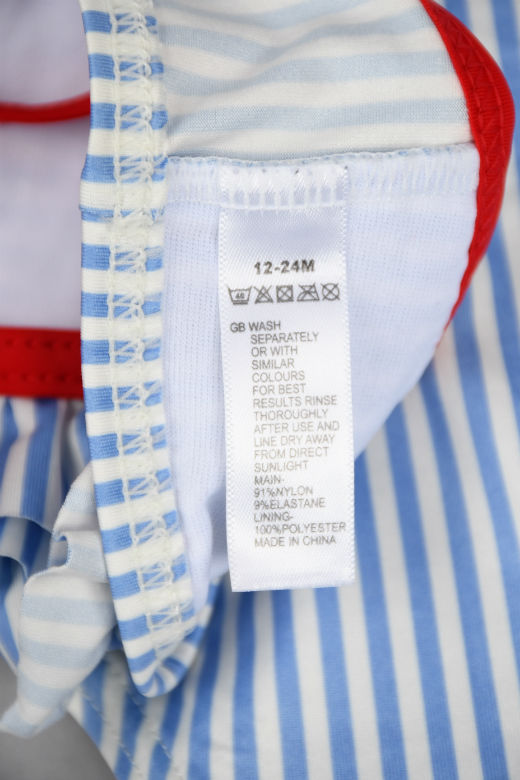 12-24M
40
GB WASH
SEPARATELY
OR WITH
SIMILAR
COLOURS
FOR BEST
RESULTS RINSE
THOROUGHLY
AFTER USE AND
LINE DRY AWAY
FROM DIRECT
SUNLIGHT
MAIN-
91%NYLON
9%ELASTANE
LINING-
100%POLYESTER
MADE IN CHINA